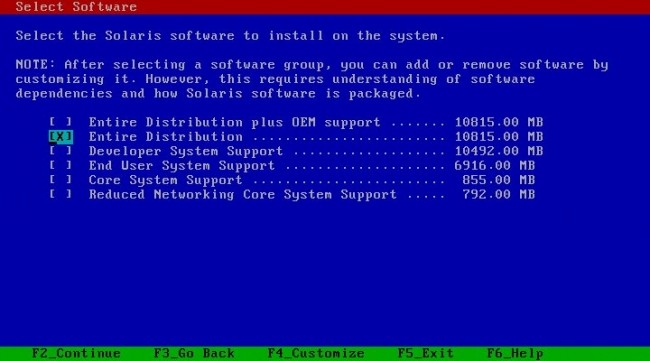 Select Software
Select the Solaris software to install on the system.
NOTE: After selecting a software group, you can add or remove software by
customizing it. However, this requires understanding of software
dependencies and how Solaris software is packaged.
[ ] Entire Distribution plus OEM support ....... 10815.00 MB
[X] Entire Distribution ........................ 10815.00 MB
[ ] Developer System Support ................... 10492.00 MB
[ ] End User System Support .................... 6916.00 MB
[ ] Core System Support ........................ 855.00 MB
[ ] Reduced Networking Core System Support ..... 792.00 MB
F2_Continue F3_Go Back F4_Customize F5_Exit F6_Help